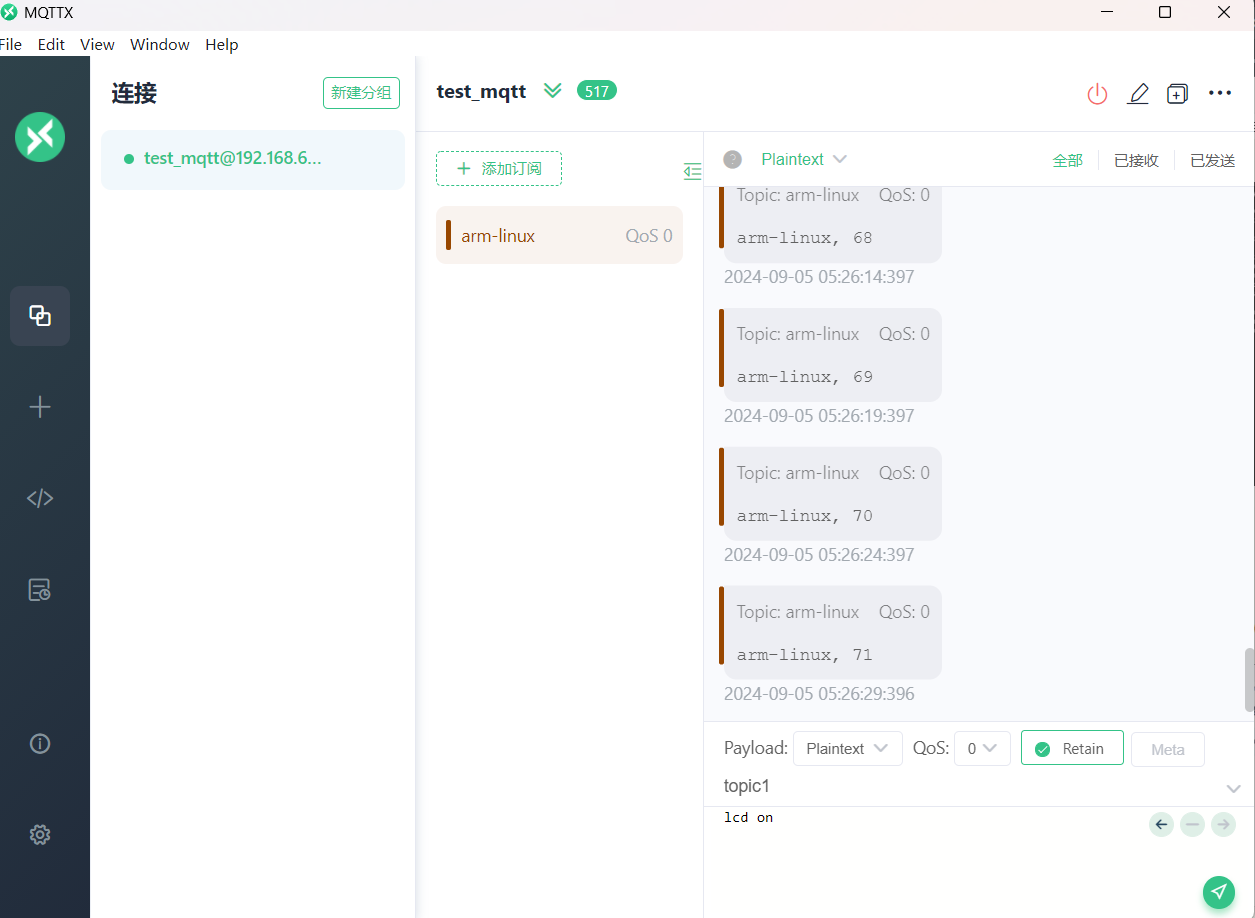 MQTTX
File Edit View Window Help
连接
新建分组
test_mqtt@192.168.6...
test_mqtt 517
添加订阅
arm-linux QoS 0
Plaintext
全部 已接收 已发送
Topic: arm-linux QoS: 0
arm-linux, 68
2024-09-05 05:26:14:397
Topic: arm-linux QoS: 0
arm-linux, 69
2024-09-05 05:26:19:397
Topic: arm-linux QoS: 0
arm-linux, 70
2024-09-05 05:26:24:397
Topic: arm-linux QoS: 0
arm-linux, 71
2024-09-05 05:26:29:396
Payload: Plaintext QoS: 0 Retain Meta
topic1
lcd on